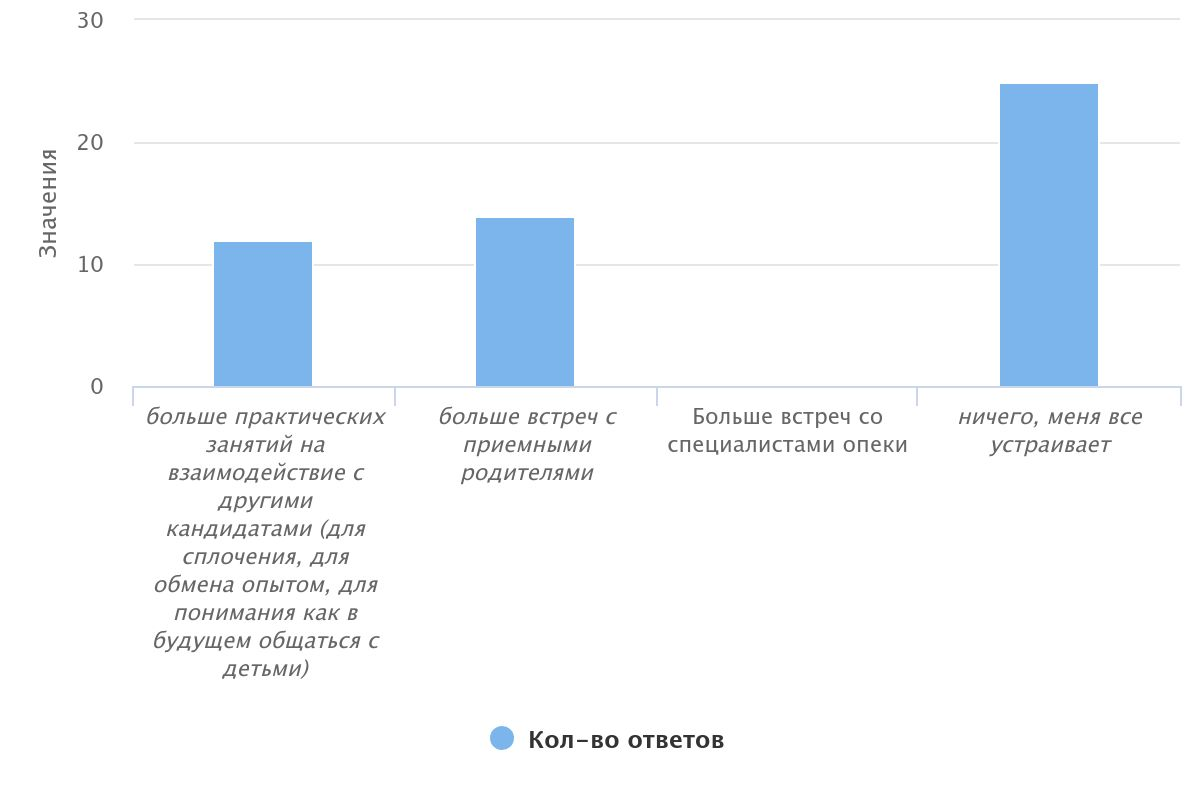 30
20
10
0
Значения
больше практических
занятий на
взаимодействие с
другими
кандидатами (для
сплочения, для
обмена опытом, для
понимания как в
будущем общаться с
детьми)
больше встреч с
приемными
родителями
Больше встреч со
специалистами опеки
ничего, меня все
устраивает
Кол-во ответов